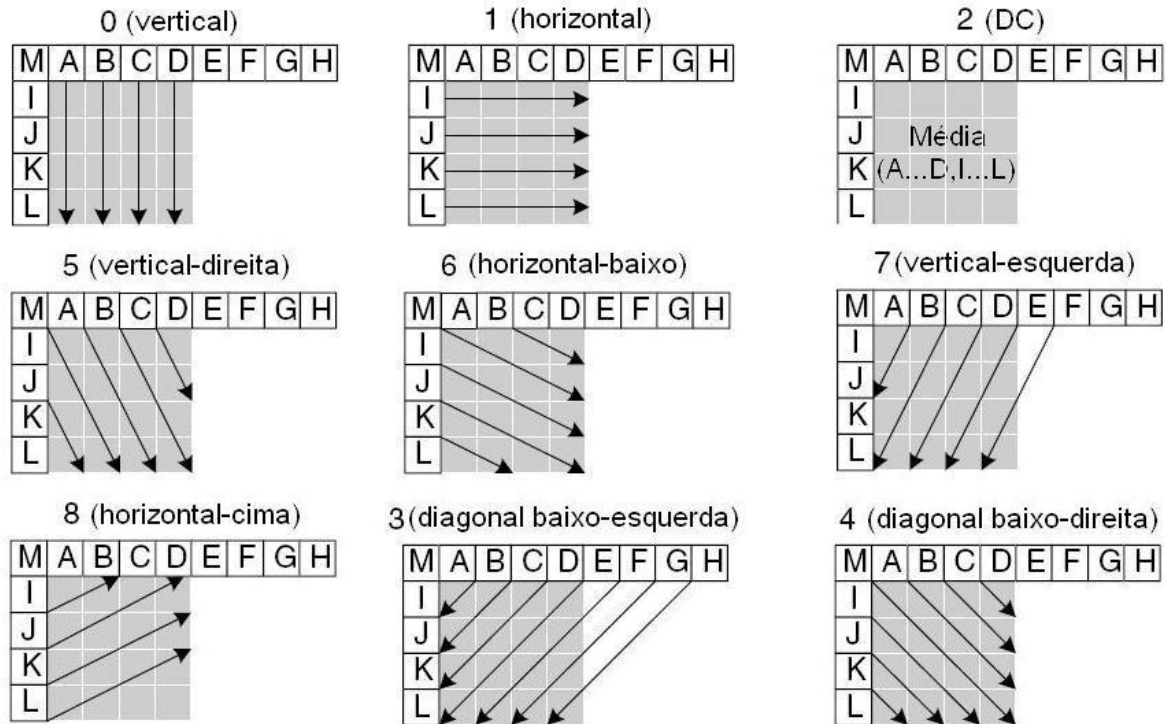 0 (vertical)
1 (horizontal)
2 (DC)
M A B C D E F G H
I
J
K
L
M A B C D E F G H
I
J
K
L
M A B C D E F G H
I
J
K
L
Média
(A...D,I...L)
5 (vertical-direita)
6 (horizontal-baixo)
7 (vertical-esquerda)
M A B C D E F G H
I
J
K
L
M A B C D E F G H
I
J
K
L
M A B C D E F G H
I
J
K
L
8 (horizontal-cima)
3 (diagonal baixo-esquerda)
4 (diagonal baixo-direita)
M A B C D E F G H
I
J
K
L
M A B C D E F G H
I
J
K
L
M A B C D E F G H
I
J
K
L